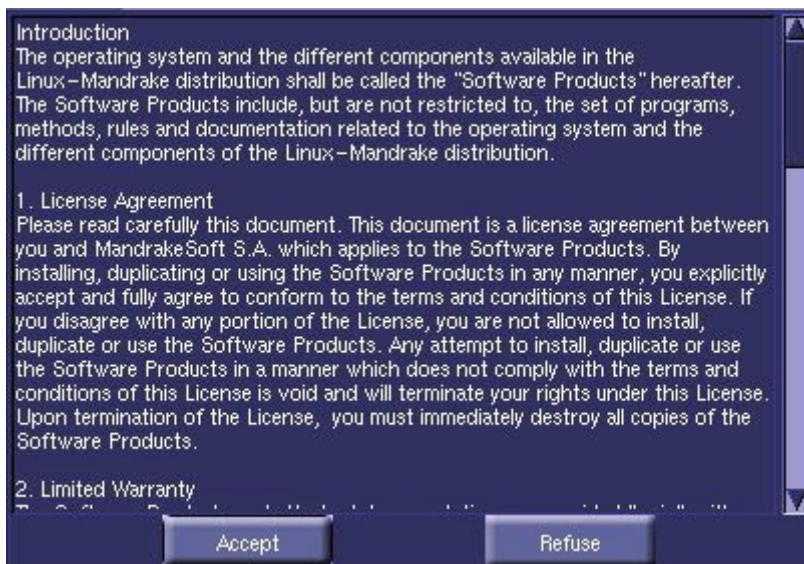 Introduction
The operating system and the different components available in the
Linux-Mandrake distribution shall be called the "Software Products" hereafter.
The Software Products include, but are not restricted to, the set of programs,
methods, rules and documentation related to the operating system and the
different components of the Linux-Mandrake distribution.
1. License Agreement
Please read carefully this document. This document is a license agreement between
you and MandrakeSoft S.A. which applies to the Software Products. By
installing, duplicating or using the Software Products in any manner, you explicitly
accept and fully agree to conform to the terms and conditions of this License. If
you disagree with any portion of the License, you are not allowed to install,
duplicate or use the Software Products. Any attempt to install, duplicate or use
the Software Products in a manner which does not comply with the terms and
conditions of this License is void and will terminate your rights under this License.
Upon termination of the License, you must immediately destroy all copies of the
Software Products.
2. Limited Warranty
Accept
Refuse